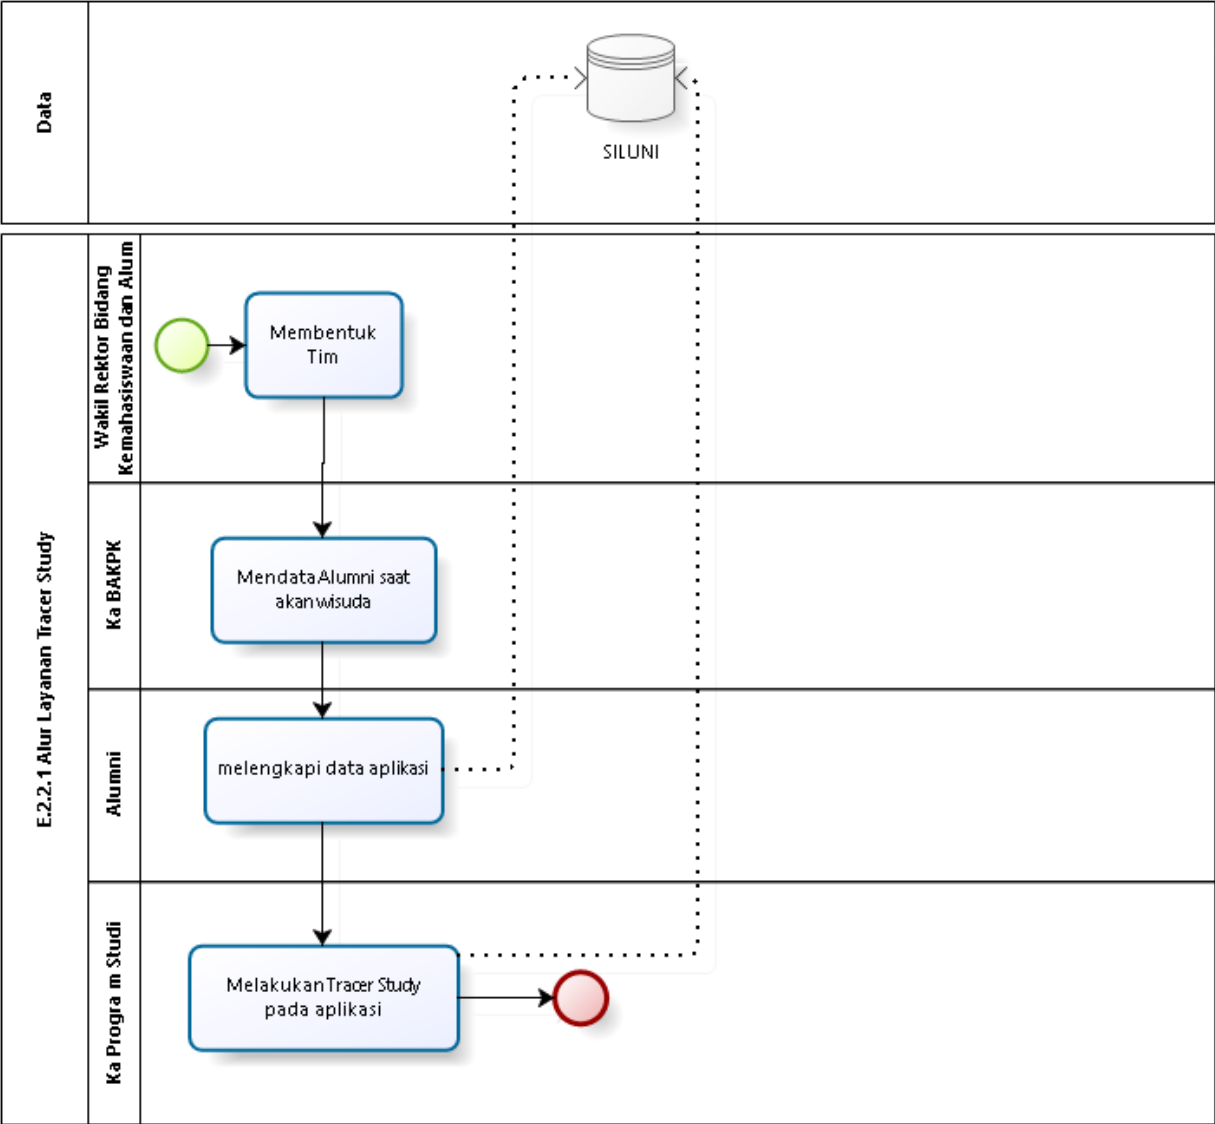 Data
SILUNI
E.2.2.1 Alur Layanan Tracer Study
Wakil Rektor Bidang
Kemahasiswaan dan Alum
Membentuk
Tim
Ka BAKPK
Mendata Alumni saat
akan wisuda
Alumni
melengkapi data aplikasi
Ka Progra m Studi
Melakukan Tracer Study
pada aplikasi